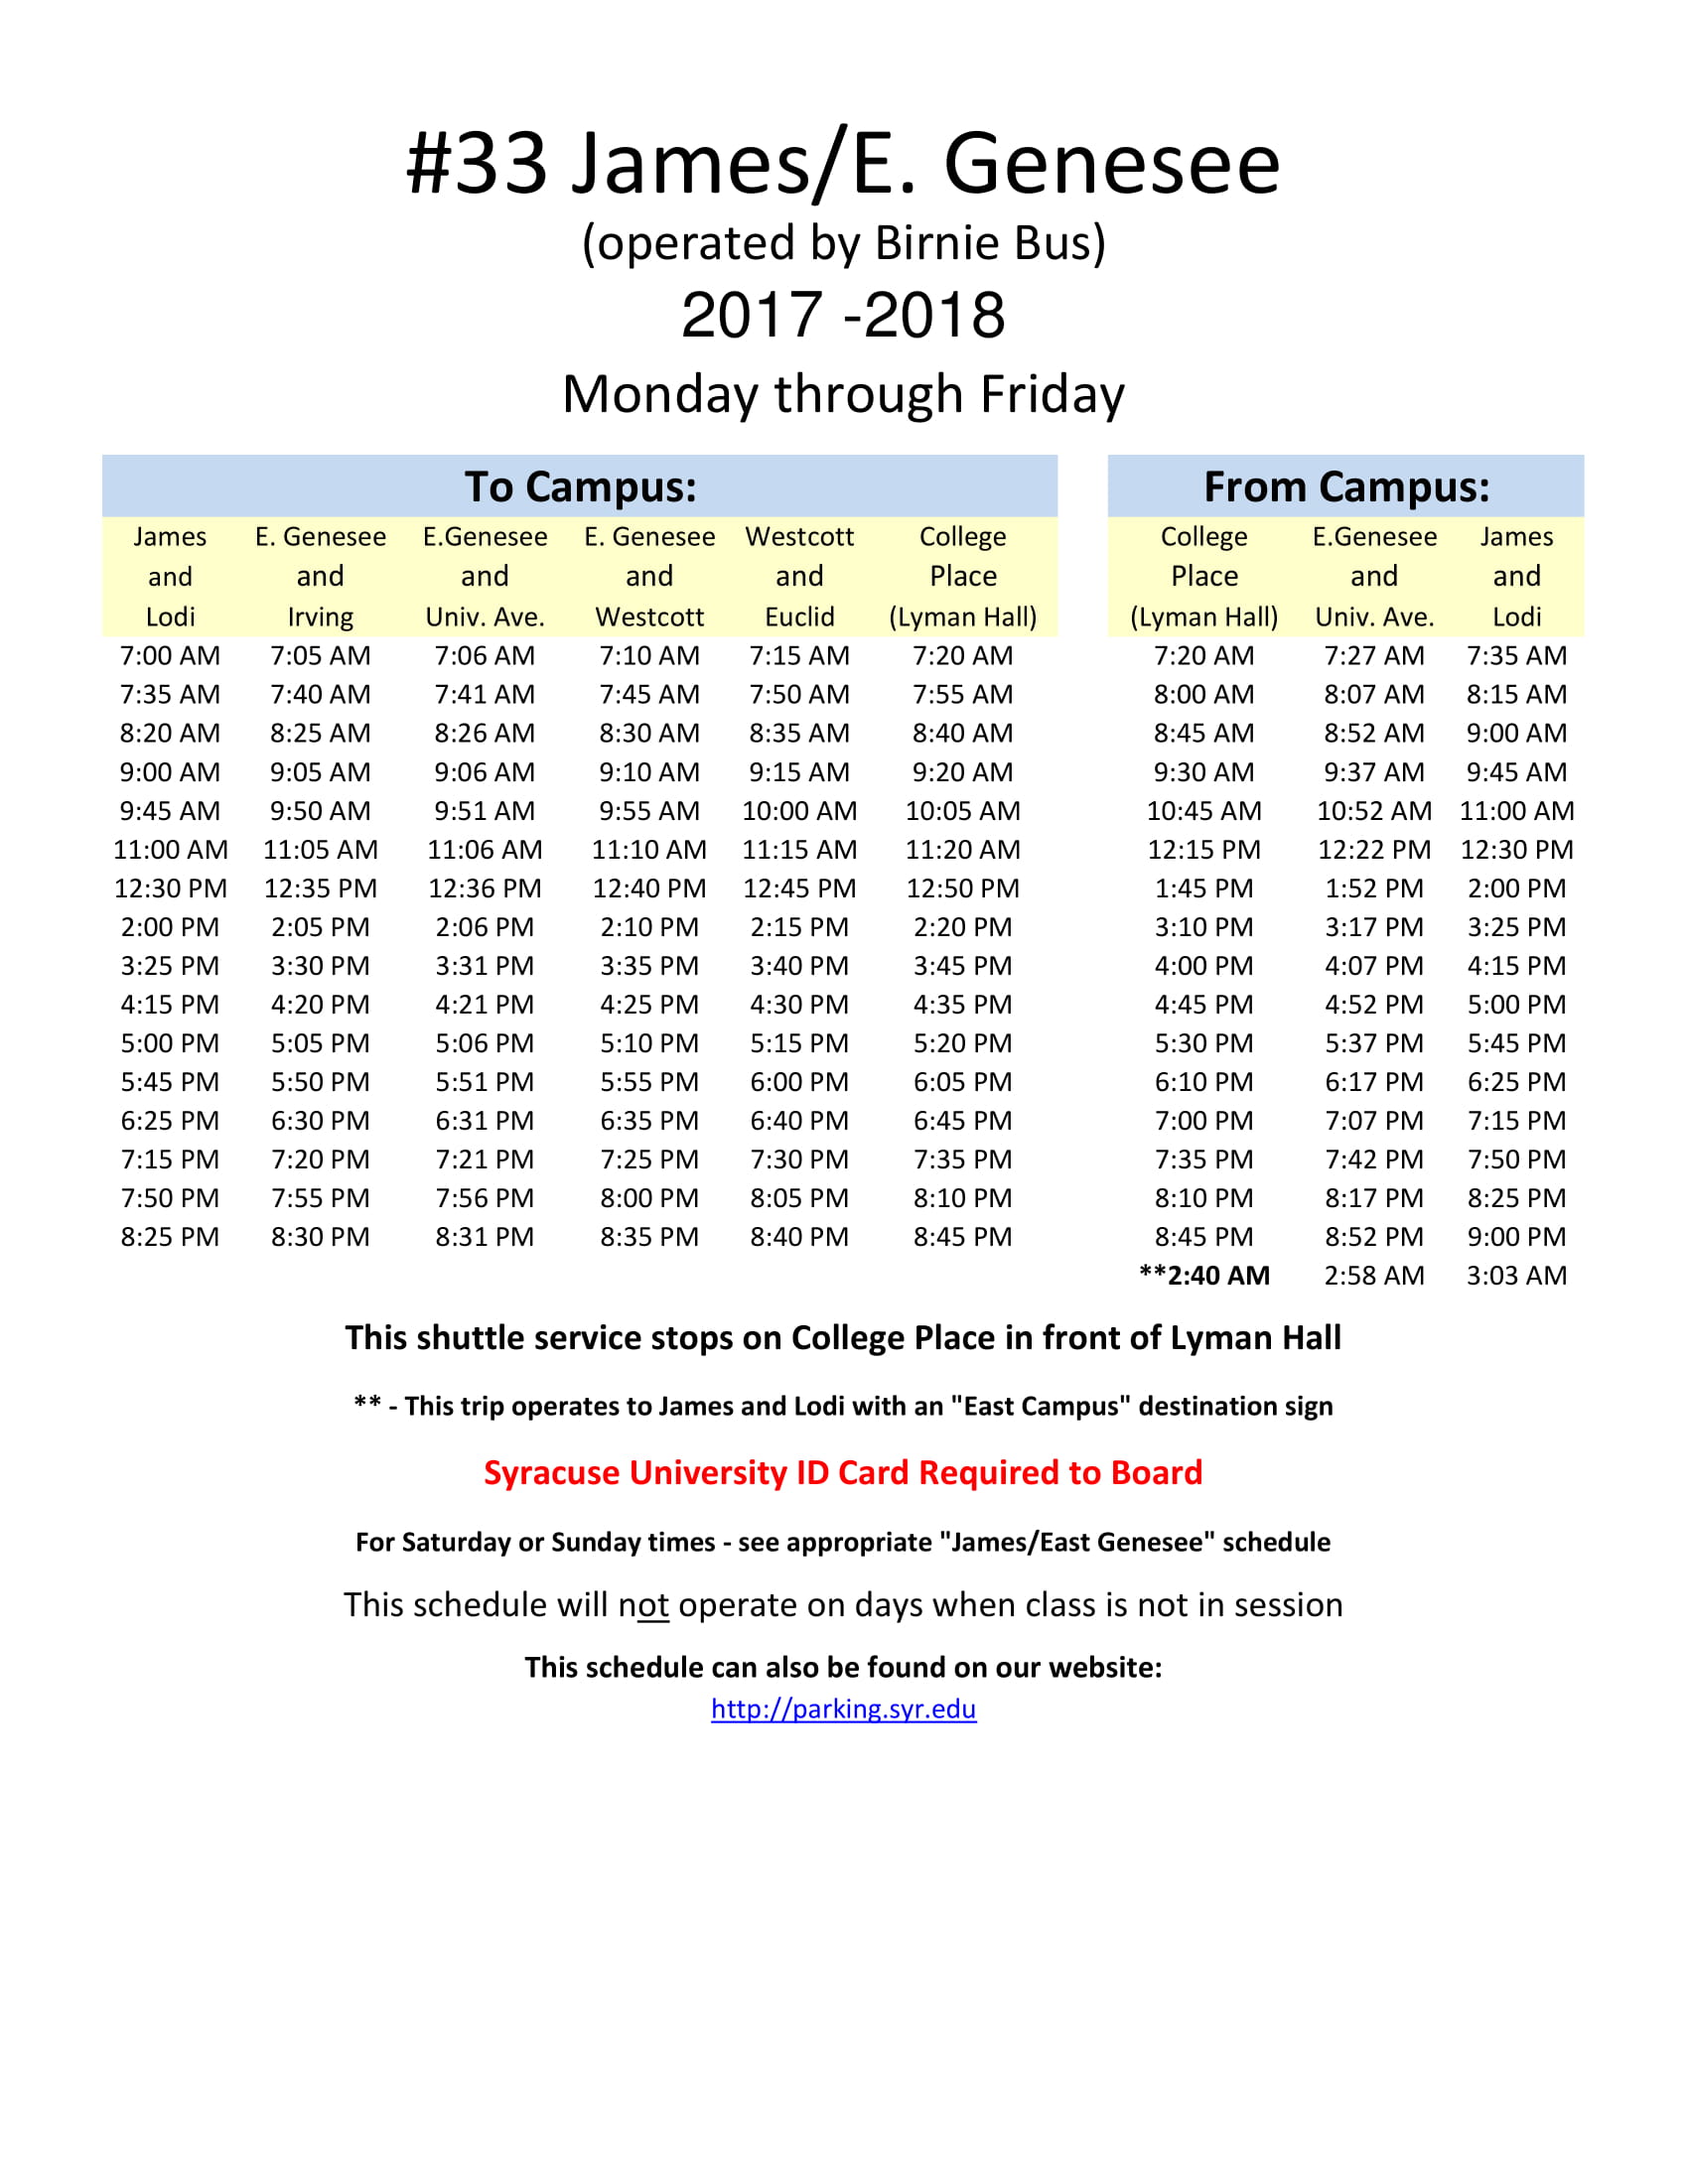 #33 James/E. Genesee
(operated by Birnie Bus)
2017 -2018
Monday through Friday
To Campus: From Campus:
James E. Genesee E.Genesee E. Genesee Westcott College College E.Genesee James
and and and and and Place Place and and
Lodi Irving Univ. Ave. Westcott Euclid (Lyman Hall) (Lyman Hall) Univ. Ave. Lodi
7:00 AM 7:05 AM 7:06 AM 7:10 AM 7:15 AM 7:20 AM 7:20 AM 7:27 AM 7:35 AM
7:35 AM 7:40 AM 7:41 AM 7:45 AM 7:50 AM 7:55 AM 8:00 AM 8:07 AM 8:15 AM
8:20 AM 8:25 AM 8:26 AM 8:30 AM 8:35 AM 8:40 AM 8:45 AM 8:52 AM 9:00 AM
9:00 AM 9:05 AM 9:06 AM 9:10 AM 9:15 AM 9:20 AM 9:30 AM 9:37 AM 9:45 AM
9:45 AM 9:50 AM 9:51 AM 9:55 AM 10:00 AM 10:05 AM 10:45 AM 10:52 AM 11:00 AM
11:00 AM 11:05 AM 11:06 AM 11:10 AM 11:15 AM 11:20 AM 12:15 PM 12:22 PM 12:30 PM
12:30 PM 12:35 PM 12:36 PM 12:40 PM 12:45 PM 12:50 PM 1:45 PM 1:52 PM 2:00 PM
2:00 PM 2:05 PM 2:06 PM 2:10 PM 2:15 PM 2:20 PM 3:10 PM 3:17 PM 3:25 PM
3:25 PM 3:30 PM 3:31 PM 3:35 PM 3:40 PM 3:45 PM 4:00 PM 4:07 PM 4:15 PM
4:15 PM 4:20 PM 4:21 PM 4:25 PM 4:30 PM 4:35 PM 4:45 PM 4:52 PM 5:00 PM
5:00 PM 5:05 PM 5:06 PM 5:10 PM 5:15 PM 5:20 PM 5:30 PM 5:37 PM 5:45 PM
5:45 PM 5:50 PM 5:51 PM 5:55 PM 6:00 PM 6:05 PM 6:10 PM 6:17 PM 6:25 PM
6:25 PM 6:30 PM 6:31 PM 6:35 PM 6:40 PM 6:45 PM 7:00 PM 7:07 PM 7:15 PM
7:15 PM 7:20 PM 7:21 PM 7:25 PM 7:30 PM 7:35 PM 7:35 PM 7:42 PM 7:50 PM
7:50 PM 7:55 PM 7:56 PM 8:00 PM 8:05 PM 8:10 PM 8:10 PM 8:17 PM 8:25 PM
8:25 PM 8:30 PM 8:31 PM 8:35 PM 8:40 PM 8:45 PM 8:45 PM 8:52 PM 9:00 PM
**2:40 AM 2:58 AM 3:03 AM
This shuttle service stops on College Place in front of Lyman Hall
** - This trip operates to James and Lodi with an "East Campus" destination sign
Syracuse University ID Card Required to Board
For Saturday or Sunday times - see appropriate "James/East Genesee" schedule
This schedule will not operate on days when class is not in session
This schedule can also be found on our website:
http://parking.syr.edu